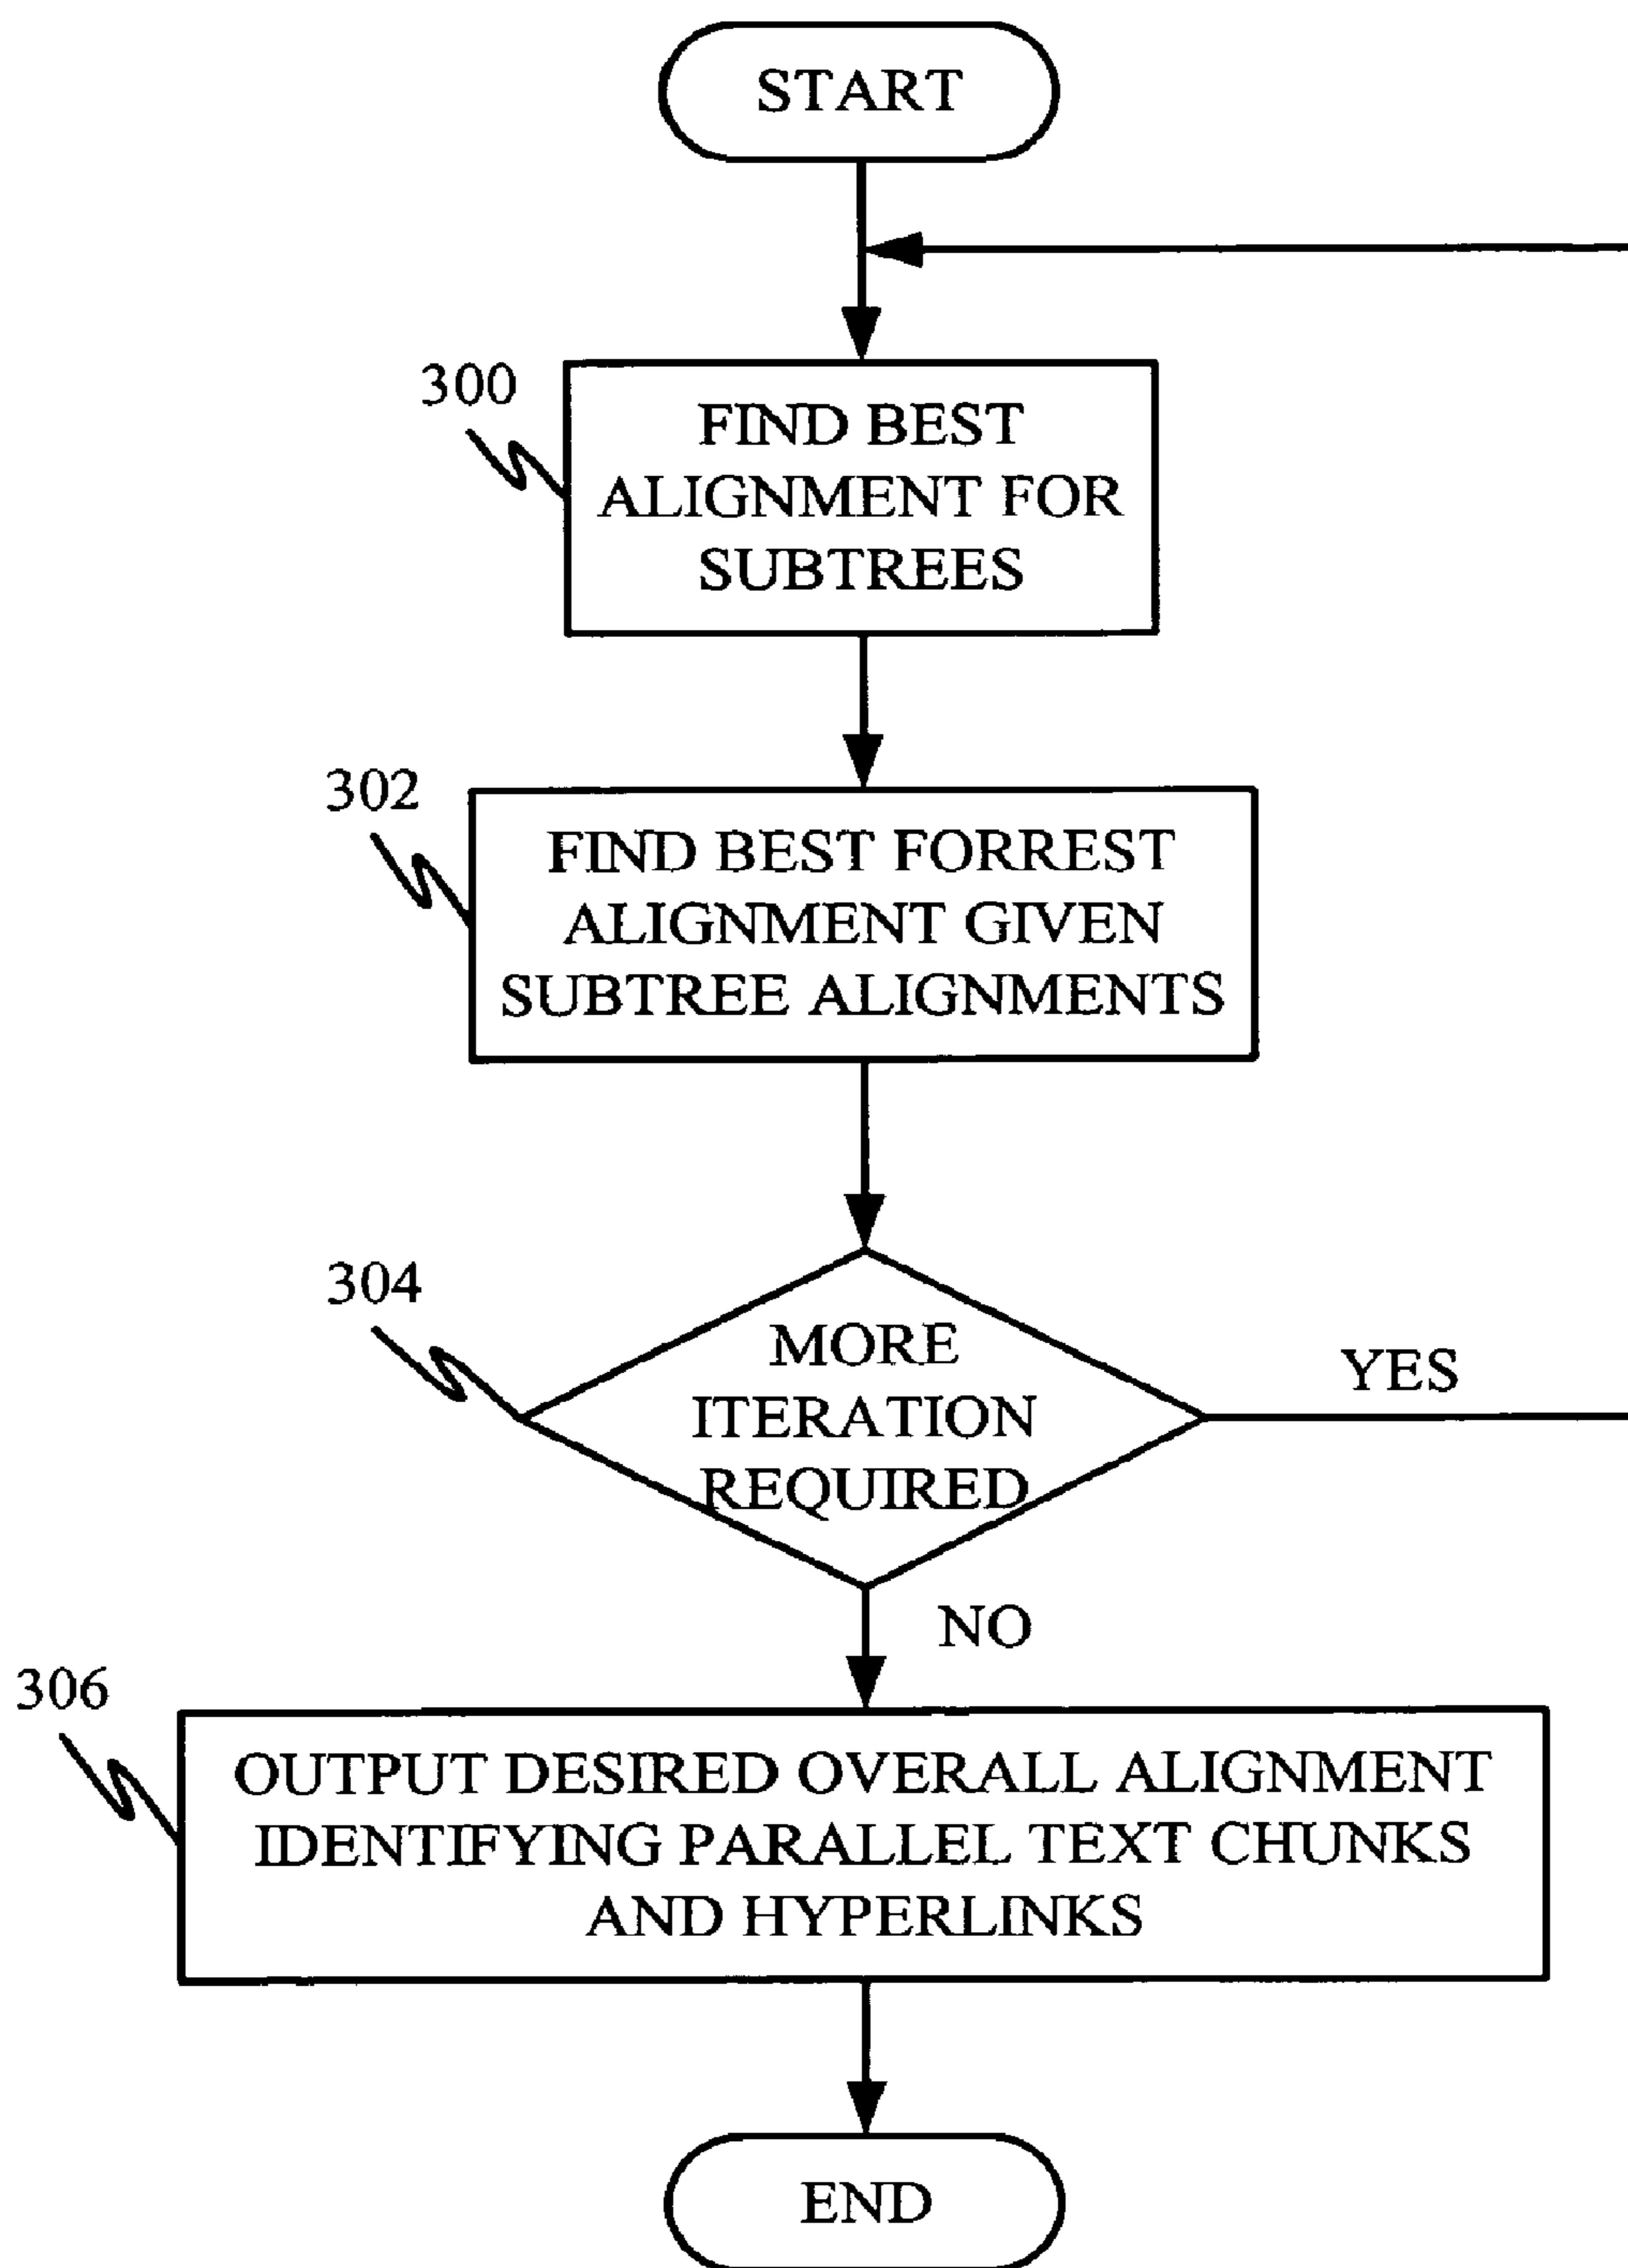 START
300
FIND BEST
ALIGNMENT FOR
SUBTREES
302
FIND BEST FORREST
ALIGNMENT GIVEN
SUBTREE ALIGNMENTS
304
MORE
ITERATION
REQUIRED
YES
NO
306
OUTPUT DESIRED OVERALL ALIGNMENT
IDENTIFYING PARALLEL TEXT CHUNKS
AND HYPERLINKS
END